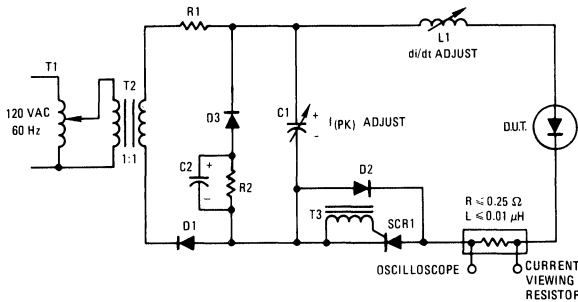 R1
L1
di/dt ADJUST
T1
T2
120 VAC
60 Hz
1:1
D3
C1
+
−
I(PK) ADJUST
D.U.T.
C2
+
−
R2
D2
T3
SCR1
D1
R ⩽ 0.25 Ω
L ⩽ 0.01 μH
OSCILLOSCOPE
CURRENT
VIEWING
RESISTOR